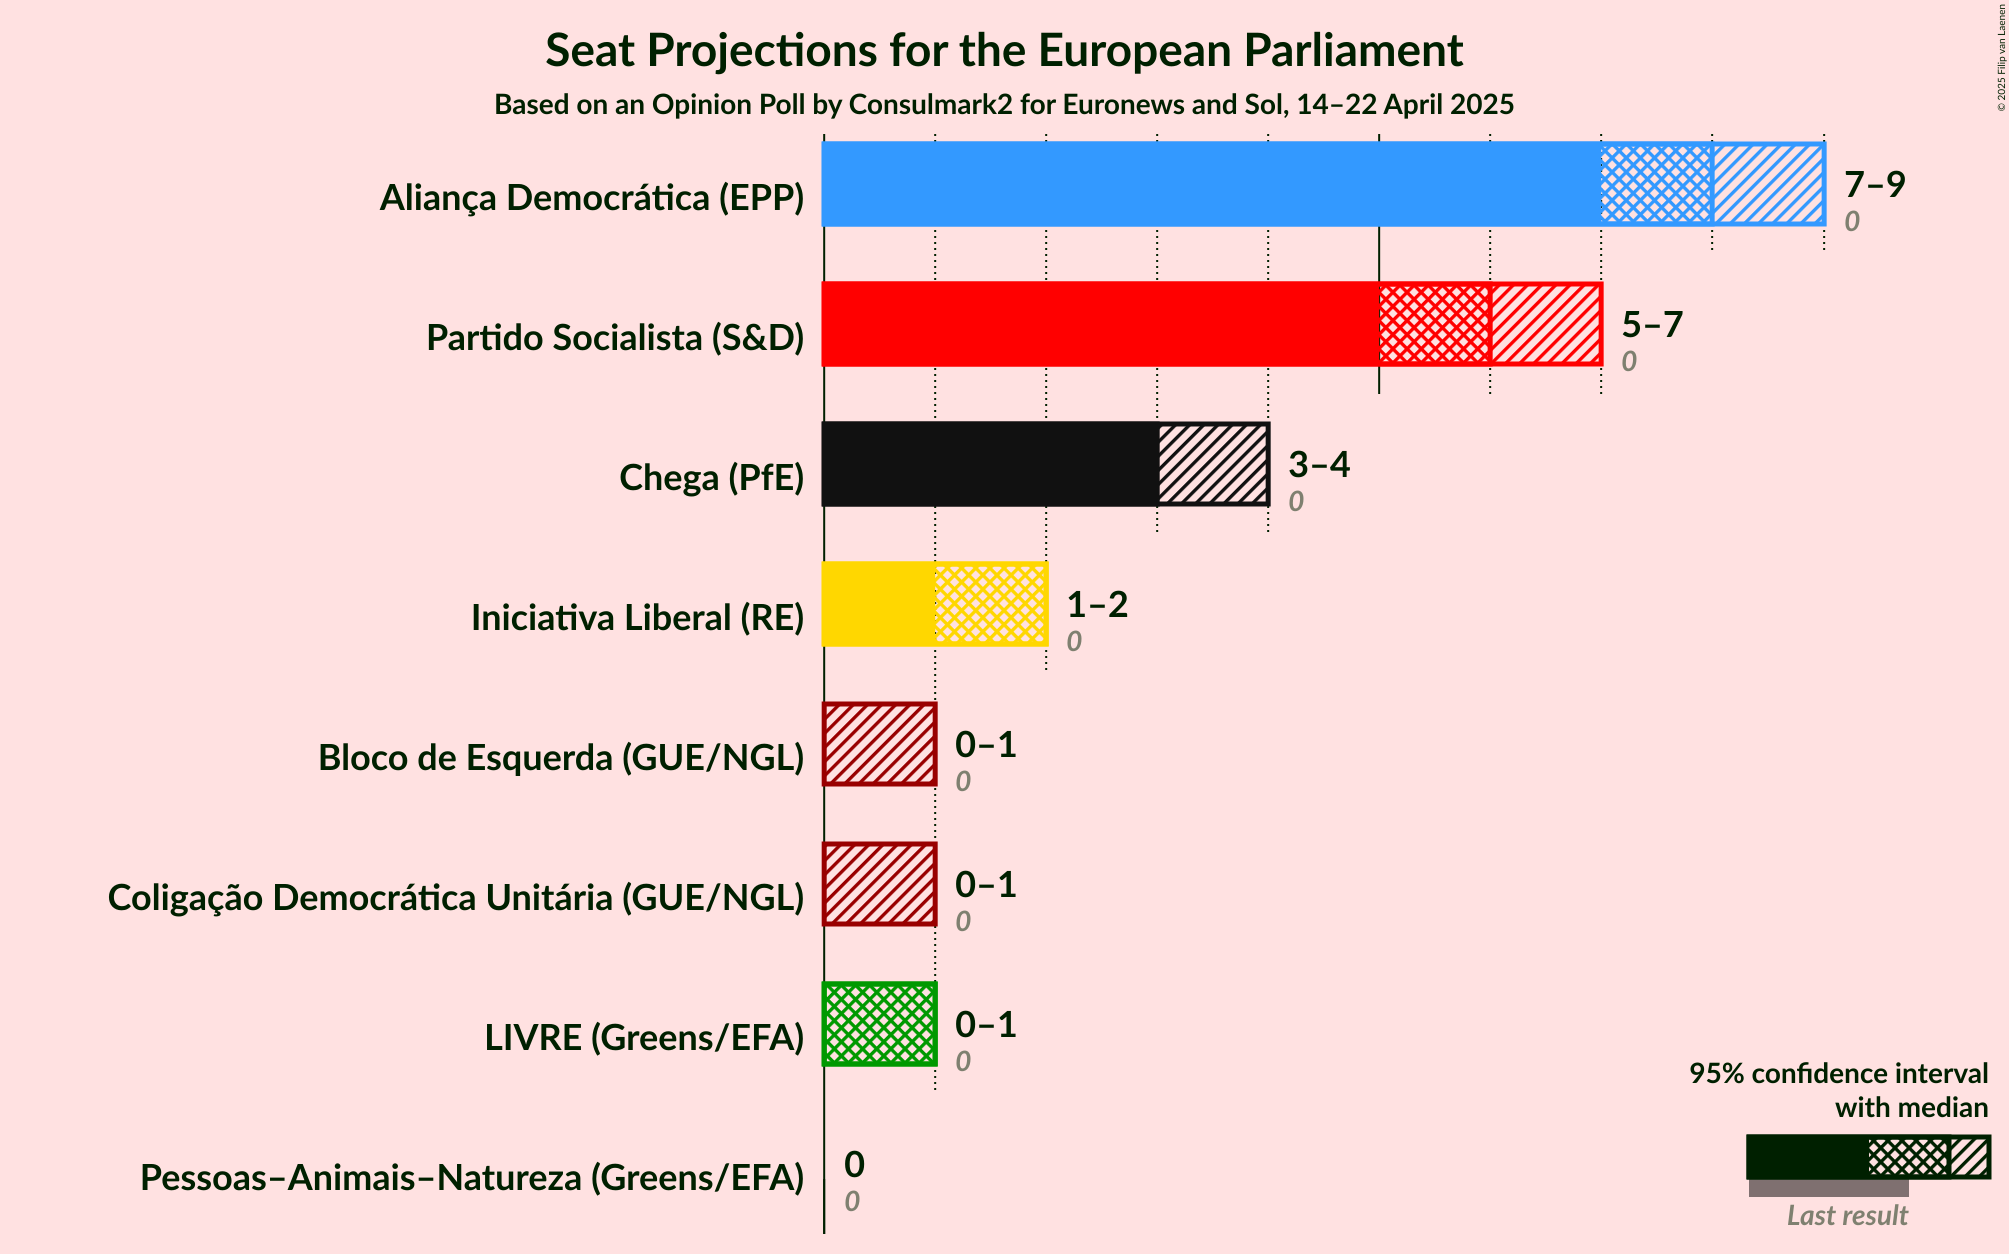 Seat Projections for the European Parliament
Based on an Opinion Poll by Consulmark2 for Euronews and Sol, 14–22 April 2025
© 2025 Filip van Laenen
Aliança Democrática (EPP)
7–9
0
Partido Socialista (S&D)
5–7
0
Chega (PfE)
3–4
0
Iniciativa Liberal (RE)
1–2
0
Bloco de Esquerda (GUE/NGL)
0–1
0
Coligação Democrática Unitária (GUE/NGL)
0–1
0
LIVRE (Greens/EFA)
0–1
0
Pessoas–Animais–Natureza (Greens/EFA)
0
0
95% confidence interval
with median
Last result